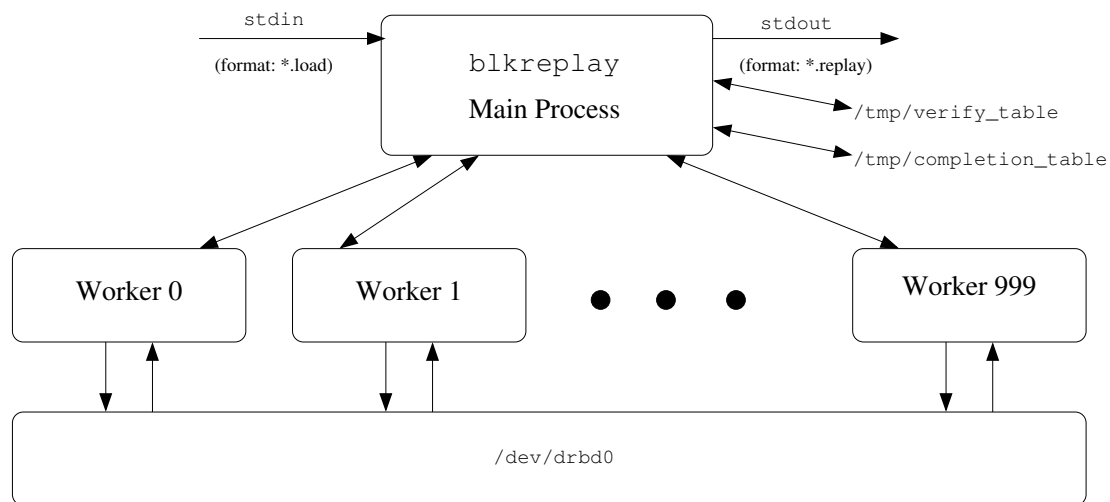 stdin
stdout
(format: *.load)
blkreplay
(format: *.replay)
Main Process
/tmp/verify_table
/tmp/completion_table
Worker 0
Worker 1
Worker 999
/dev/drbd0